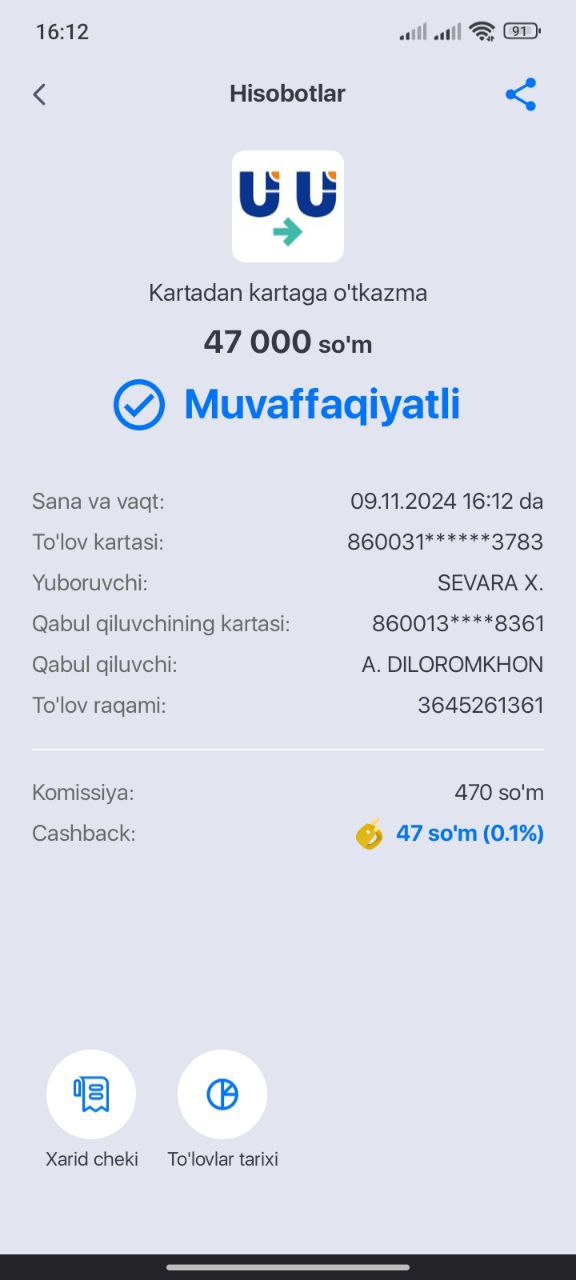 16:12
91
Hisobotlar
Kartadan kartaga o'tkazma
47 000 so'm
Muvaffaqiyatli
Sana va vaqt: 09.11.2024 16:12 da
To'lov kartasi: 860031******3783
Yuboruvchi: SEVARA X.
Qabul qiluvchining kartasi: 860013****8361
Qabul qiluvchi: A. DILOROMKHON
To'lov raqami: 3645261361
Komissiya: 470 so'm
Cashback: 47 so'm (0.1%)
Xarid cheki To'lovlar tarixi